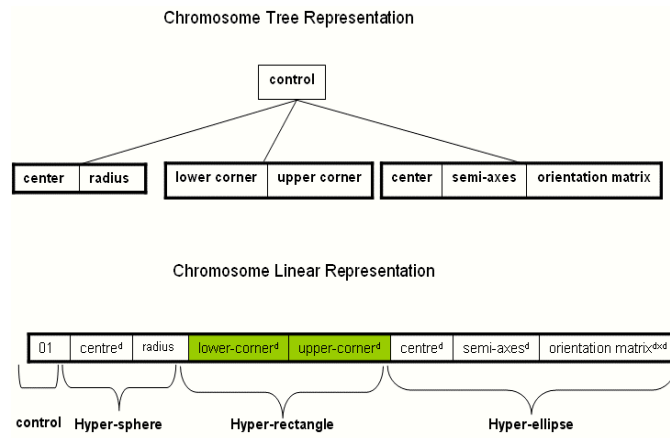 Chromosome Tree Representation
control
center radius lower corner upper corner center semi-axes orientation matrix
Chromosome Linear Representation
01 centreᵈ radius lower-cornerᵈ upper-cornerᵈ centreᵈ semi-axesᵈ orientation matrixᵈˣᵈ
control Hyper-sphere Hyper-rectangle Hyper-ellipse